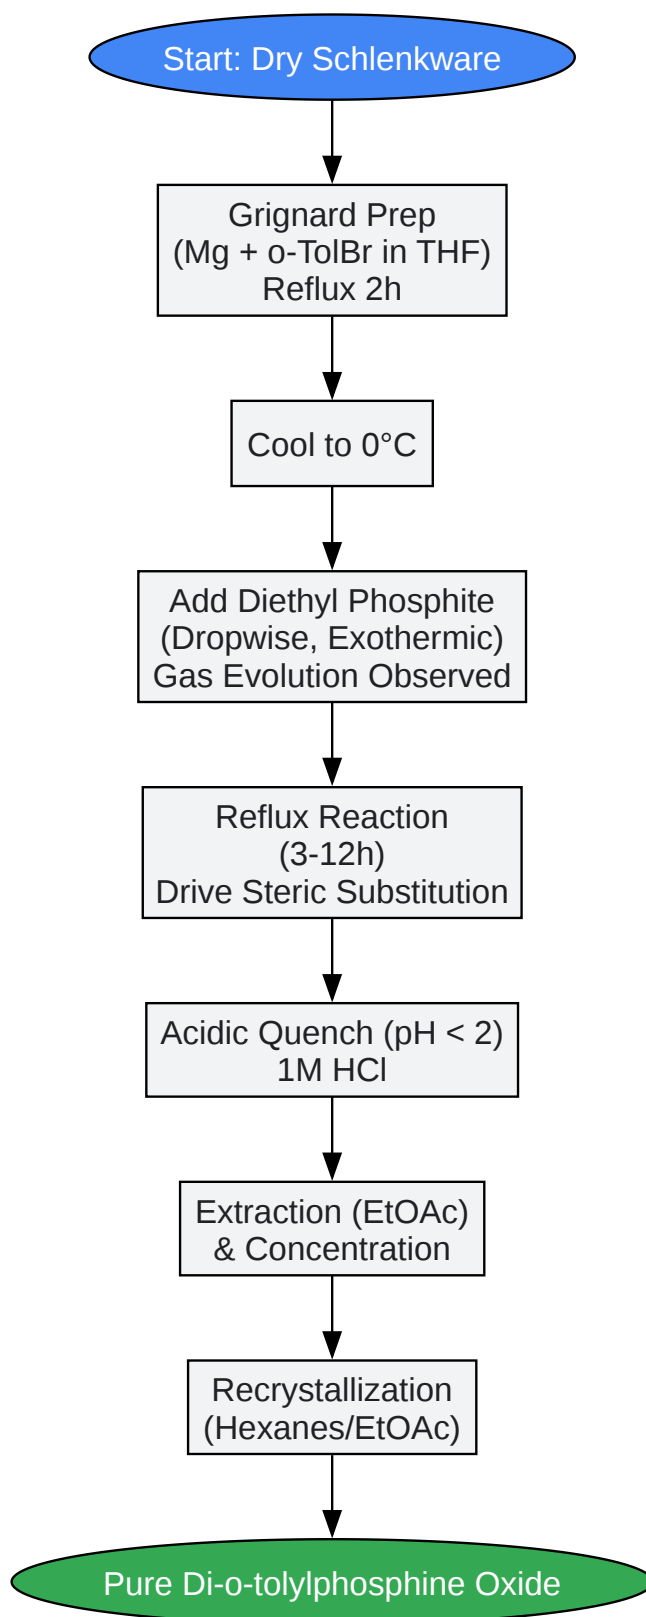 Start: Dry Schlenkware
Grignard Prep
(Mg + o-TolBr in THF)
Reflux 2h
Cool to 0°C
Add Diethyl Phosphite
(Dropwise, Exothermic)
Gas Evolution Observed
Reflux Reaction
(3-12h)
Drive Steric Substitution
Acidic Quench (pH < 2)
1M HCl
Extraction (EtOAc)
& Concentration
Recrystallization
(Hexanes/EtOAc)
Pure Di-o-tolylphosphine Oxide